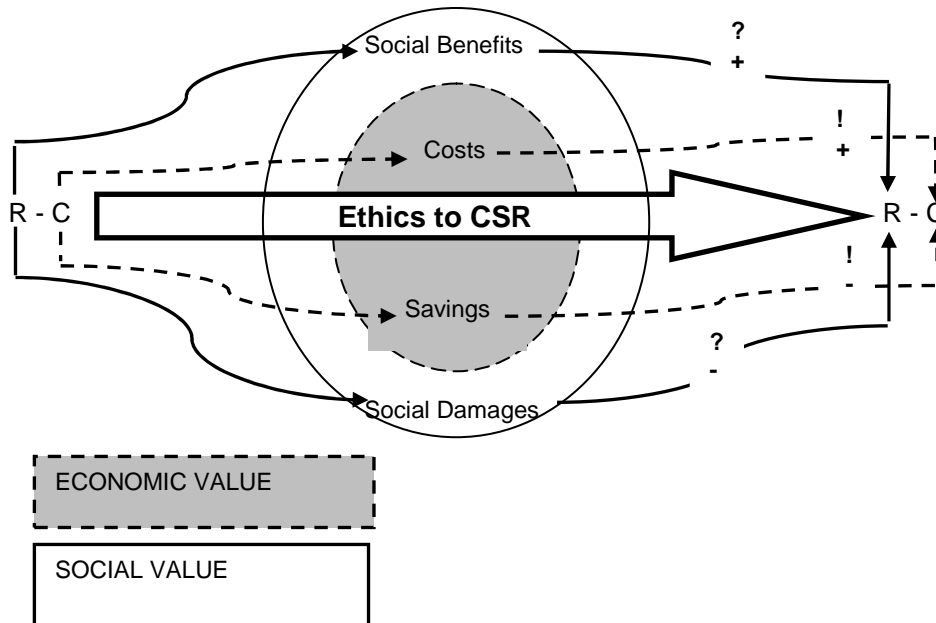 ?
Social Benefits
+
!
Costs
+
R - C
Ethics to CSR
R - C
!
-
Savings
?
-
Social Damages
ECONOMIC VALUE
SOCIAL VALUE